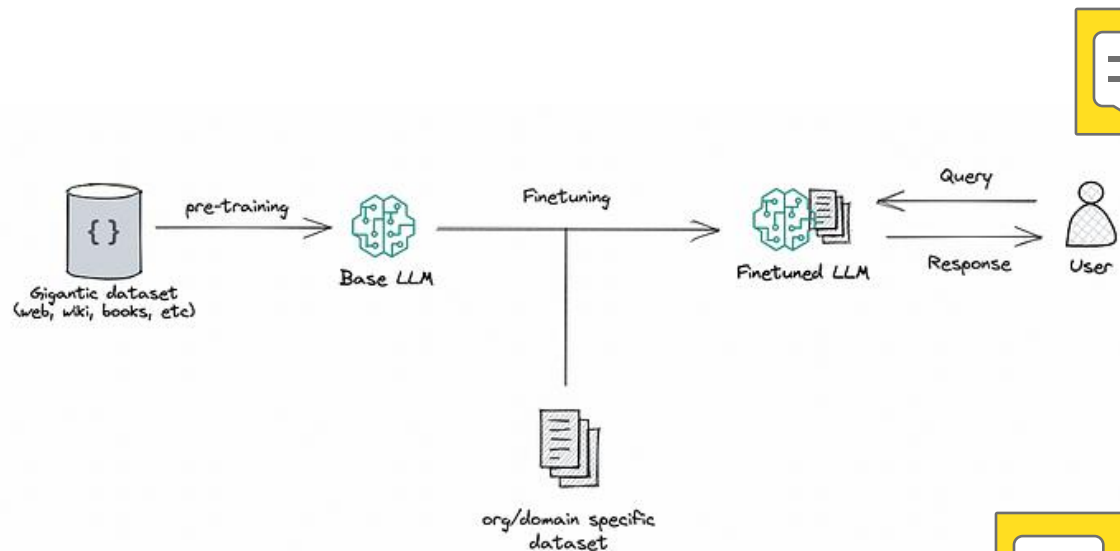 pre-training
Finetuning
Query
{ }
Base LLM
Finetuned LLM
Response
User
Gigantic dataset
(web, wiki, books, etc)
org/domain specific
dataset